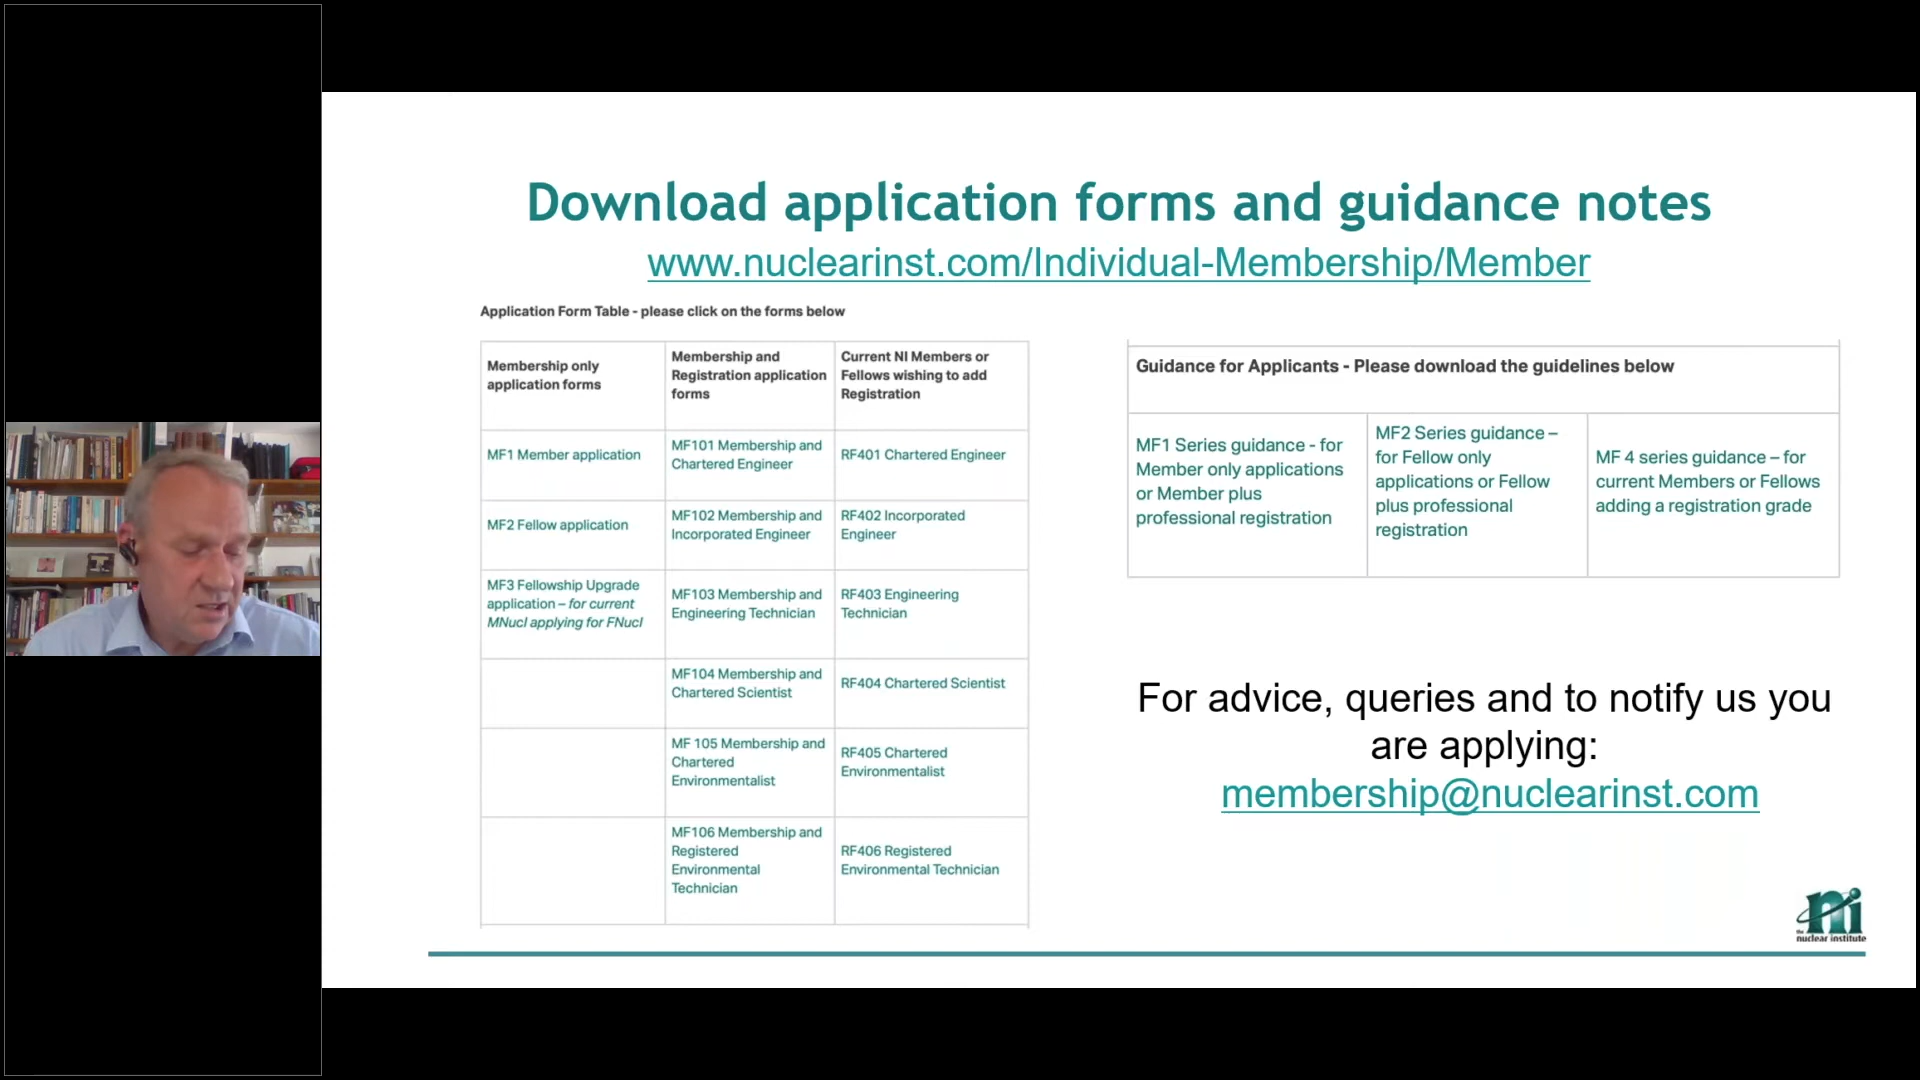 Download application forms and guidance notes
www.nuclearinst.com/Individual-Membership/Member
Application Form Table - please click on the forms below
Membership only
application forms
Membership and
Registration application
forms
Current NI Members or
Fellows wishing to add
Registration
MF1 Member application
MF101 Membership and
Chartered Engineer
RF401 Chartered Engineer
MF2 Fellow application
MF102 Membership and
Incorporated Engineer
RF402 Incorporated
Engineer
MF3 Fellowship Upgrade
application – for current
MNucI applying for FNucI
MF103 Membership and
Engineering Technician
RF403 Engineering
Technician
MF104 Membership and
Chartered Scientist
RF404 Chartered Scientist
MF 105 Membership and
Chartered
Environmentalist
RF405 Chartered
Environmentalist
MF106 Membership and
Registered
Environmental
Technician
RF406 Registered
Environmental Technician
Guidance for Applicants - Please download the guidelines below
MF1 Series guidance - for
Member only applications
or Member plus
professional registration
MF2 Series guidance –
for Fellow only
applications or Fellow
plus professional
registration
MF 4 series guidance – for
current Members or Fellows
adding a registration grade
For advice, queries and to notify us you
are applying:
membership@nuclearinst.com
ni
the
nuclear institute